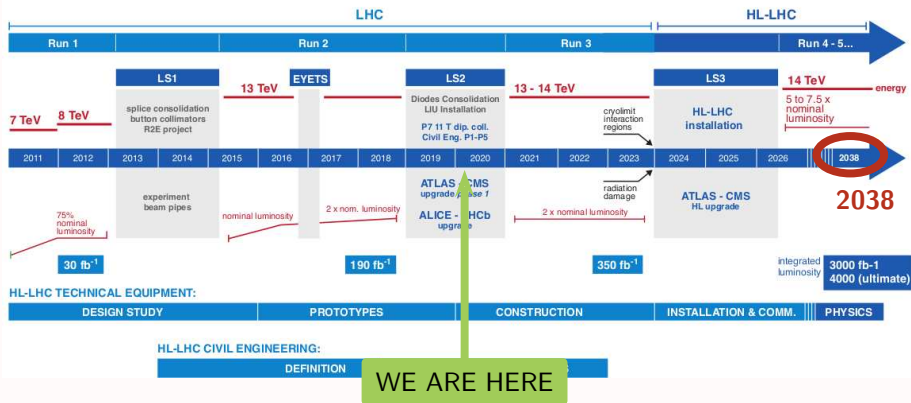 LHC
HL-LHC
Run 1
Run 2
Run 3
Run 4 - 5...
LS1
EYETS
LS2
LS3
14 TeV
13 TeV
13 - 14 TeV
energy
splice consolidation
button collimators
R2E project
Diodes Consolidation
LIU Installation
P7 11 T dip. coll.
Civil Eng. P1-P5
cryolimit
interaction
regions
HL-LHC
installation
5 to 7.5 x
nominal
luminosity
7 TeV
8 TeV
2011
2012
2013
2014
2015
2016
2017
2018
2019
2020
2021
2022
2023
2024
2025
2026
2038
2038
experiment
beam pipes
ATLAS - CMS
upgrade phase 1
ALICE - LHCb
upgrade
radiation
damage
ATLAS - CMS
HL upgrade
75%
nominal
luminosity
nominal luminosity
2 x nom. luminosity
2 x nominal luminosity
30 fb-1
190 fb-1
350 fb-1
integrated
luminosity
3000 fb-1
4000 (ultimate)
HL-LHC TECHNICAL EQUIPMENT:
DESIGN STUDY
PROTOTYPES
CONSTRUCTION
INSTALLATION & COMM.
PHYSICS
HL-LHC CIVIL ENGINEERING:
DEFINITION
WE ARE HERE